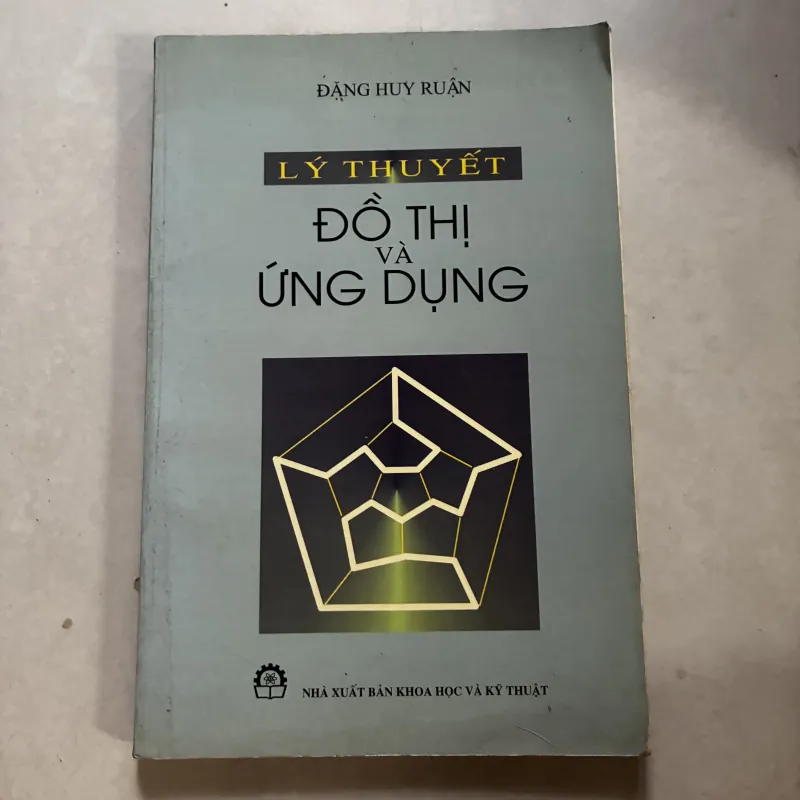 ĐẶNG HUY RUẬN
LÝ THUYẾT
ĐỒ THỊ
VÀ
ỨNG DỤNG
NHÀ XUẤT BẢN KHOA HỌC VÀ KỸ THUẬT